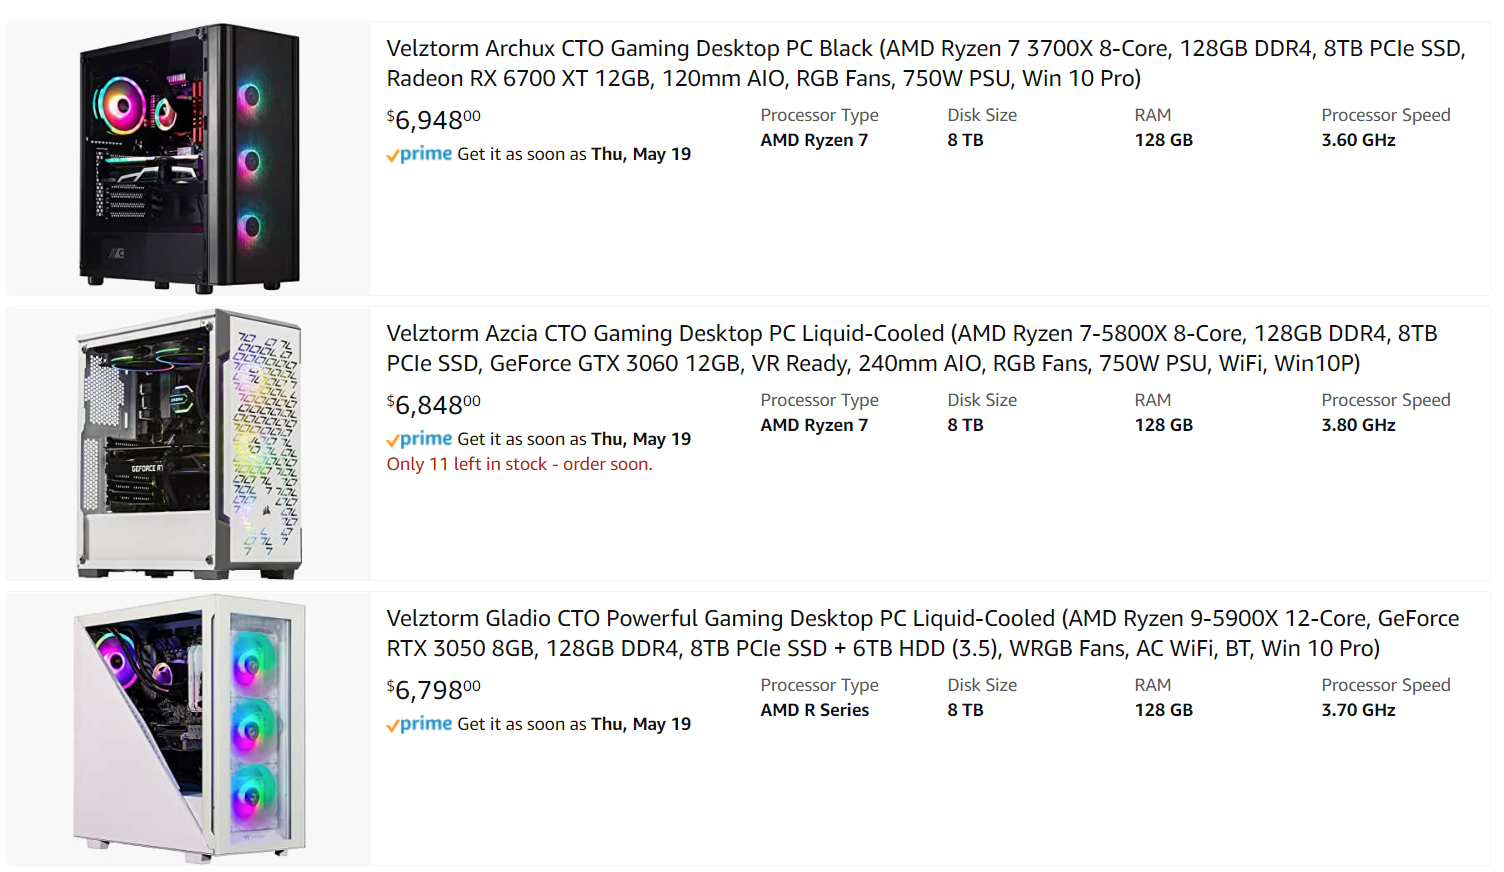 Velztorm Archux CTO Gaming Desktop PC Black (AMD Ryzen 7 3700X 8-Core, 128GB DDR4, 8TB PCIe SSD,
Radeon RX 6700 XT 12GB, 120mm AIO, RGB Fans, 750W PSU, Win 10 Pro)
$6,94800
Processor Type Disk Size RAM Processor Speed
AMD Ryzen 7 8 TB 128 GB 3.60 GHz
prime Get it as soon as Thu, May 19
Velztorm Azcia CTO Gaming Desktop PC Liquid-Cooled (AMD Ryzen 7-5800X 8-Core, 128GB DDR4, 8TB
PCIe SSD, GeForce GTX 3060 12GB, VR Ready, 240mm AIO, RGB Fans, 750W PSU, WiFi, Win10P)
$6,84800
Processor Type Disk Size RAM Processor Speed
AMD Ryzen 7 8 TB 128 GB 3.80 GHz
prime Get it as soon as Thu, May 19
Only 11 left in stock - order soon.
GEFORCE RT
Velztorm Gladio CTO Powerful Gaming Desktop PC Liquid-Cooled (AMD Ryzen 9-5900X 12-Core, GeForce
RTX 3050 8GB, 128GB DDR4, 8TB PCIe SSD + 6TB HDD (3.5), WRGB Fans, AC WiFi, BT, Win 10 Pro)
$6,79800
Processor Type Disk Size RAM Processor Speed
AMD R Series 8 TB 128 GB 3.70 GHz
prime Get it as soon as Thu, May 19